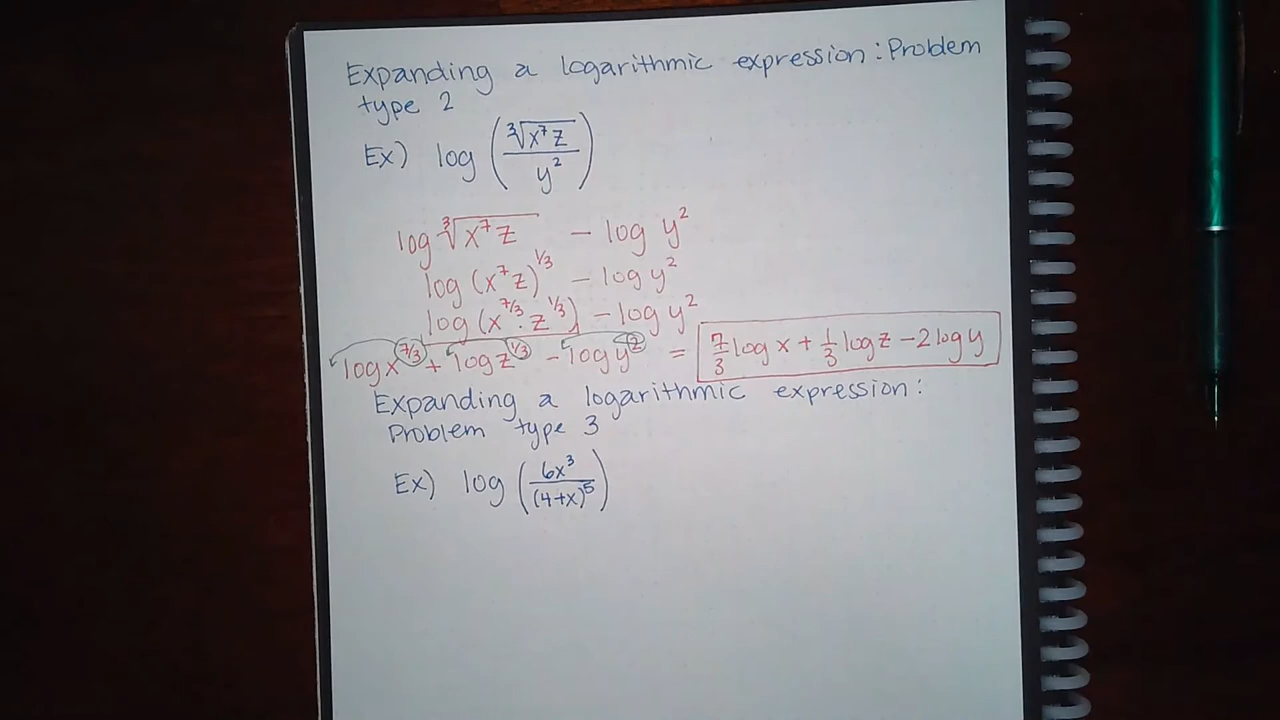 Expanding a logarithmic expression: Problem
type 2
Ex) log (∛(x⁷z) / y²)
log ∛(x⁷z) - log y²
log (x⁷z)^(1/3) - log y²
log (x^(7/3) · z^(1/3)) - log y²
log x^(7/3) + log z^(1/3) - log y² = 7/3 log x + 1/3 log z - 2 log y
Expanding a logarithmic expression:
Problem type 3
Ex) log (6x³ / (4+x)⁵)